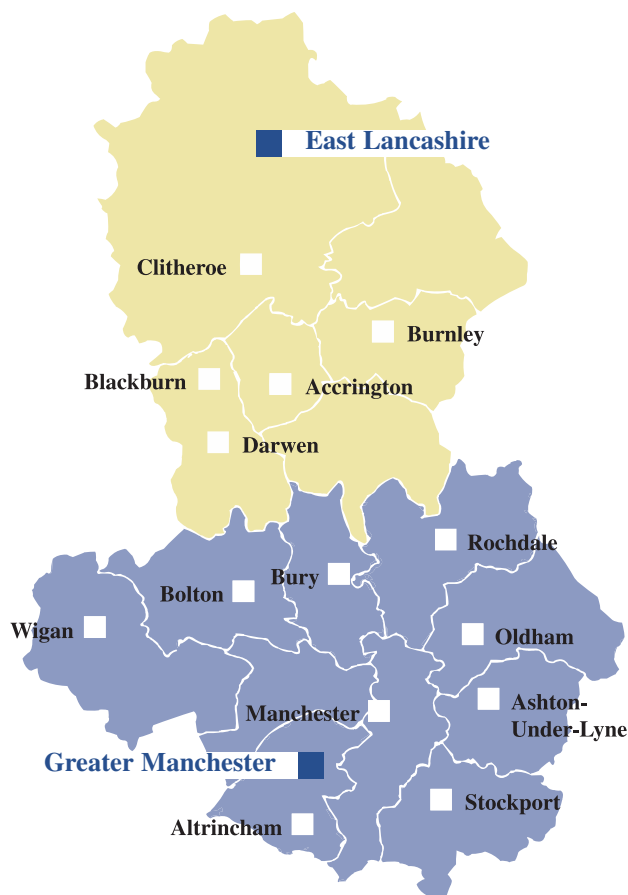 East Lancashire
Clitheroe
Burnley
Blackburn
Accrington
Darwen
Rochdale
Bury
Bolton
Wigan
Oldham
Ashton-
Under-Lyne
Manchester
Greater Manchester
Stockport
Altrincham